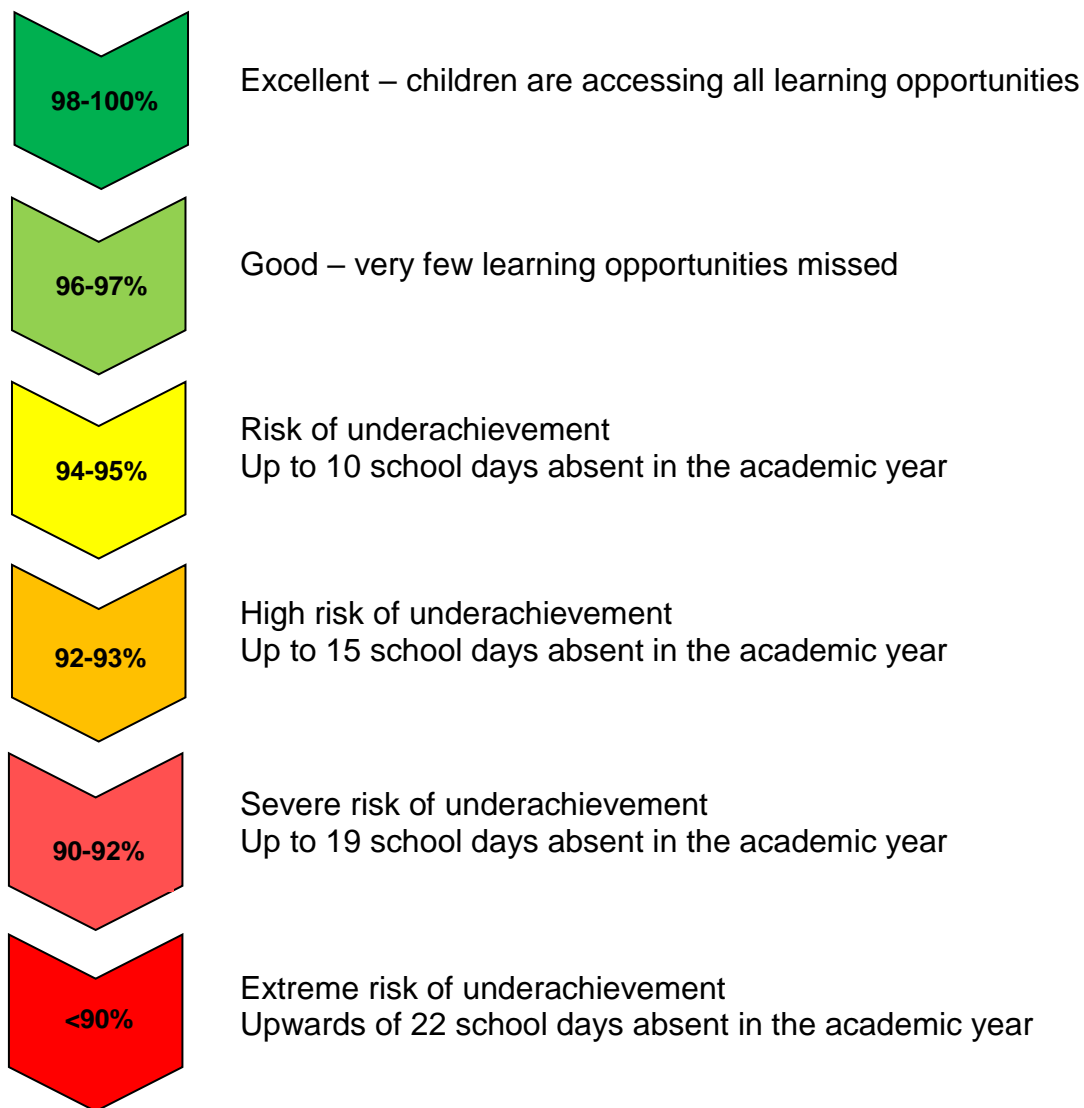 98-100%
Excellent – children are accessing all learning opportunities
96-97%
Good – very few learning opportunities missed
94-95%
Risk of underachievement
Up to 10 school days absent in the academic year
92-93%
High risk of underachievement
Up to 15 school days absent in the academic year
90-92%
Severe risk of underachievement
Up to 19 school days absent in the academic year
<90%
Extreme risk of underachievement
Upwards of 22 school days absent in the academic year